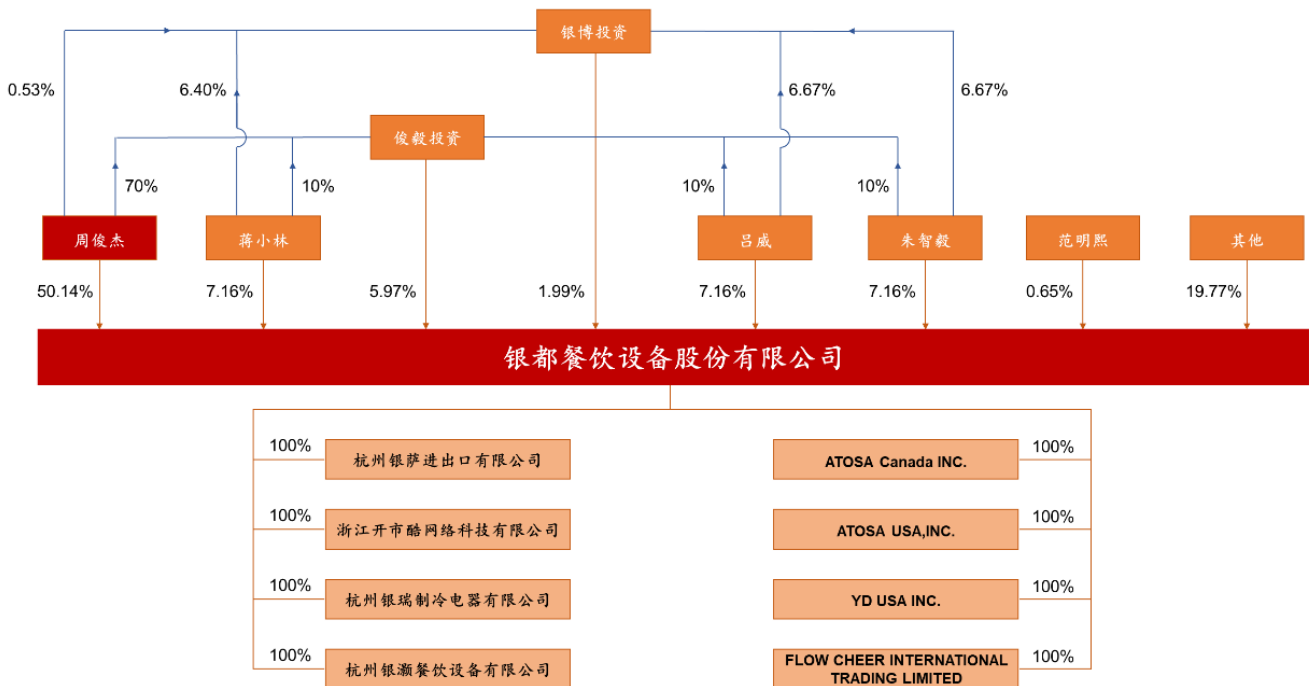 银博投资
0.53%
6.40%
6.67%
6.67%
俊毅投资
70%
10%
10%
10%
周俊杰
蒋小林
吕威
朱智毅
范明熙
其他
50.14%
7.16%
5.97%
1.99%
7.16%
7.16%
0.65%
19.77%
银都餐饮设备股份有限公司
100%
杭州银萨进出口有限公司
ATOSA Canada INC.
100%
100%
浙江开市酷网络科技有限公司
ATOSA USA,INC.
100%
100%
杭州银瑞制冷电器有限公司
YD USA INC.
100%
100%
杭州银灏餐饮设备有限公司
FLOW CHEER INTERNATIONAL
TRADING LIMITED
100%